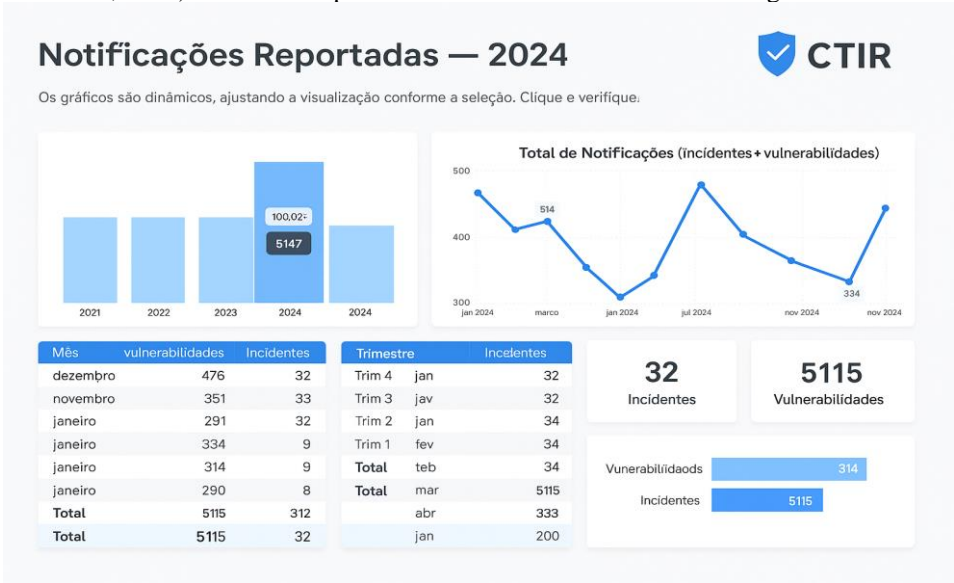 Notificações Reportadas — 2024
CTIR
Os gráficos são dinâmicos, ajustando a visualização conforme a seleção. Clique e verifique.
100,02÷
5147
2021 2022 2023 2024 2024
Total de Notificações (incidentes + vulnerabilidades)
500
400
300
514
334
jan 2024 marco jan 2024 jul 2024 nov 2024 nov 2024
Mês vulnerabilidades Incidentes
dezembro 476 32
novembro 351 33
janeiro 291 32
janeiro 334 9
janeiro 314 9
janeiro 290 8
Total 5115 312
Total 5115 32
Trimestre Incelentes
Trim 4 jan 32
Trim 3 jav 32
Trim 2 jan 34
Trim 1 fev 34
Total teb 34
Total mar 5115
abr 333
jan 200
32
Incidentes
5115
Vulnerabilidades
Vunerabilíidaods 314
Incidentes 5115